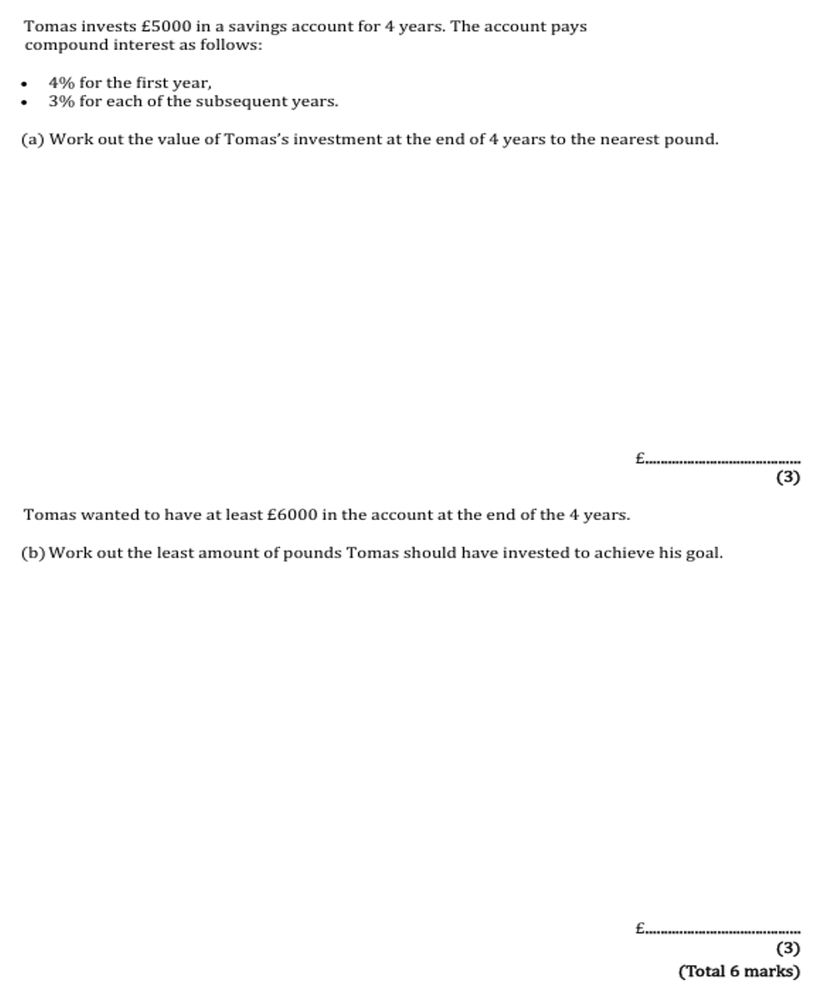 Tomas invests £5000 in a savings account for 4 years. The account pays
compound interest as follows:
• 4% for the first year,
• 3% for each of the subsequent years.
(a) Work out the value of Tomas’s investment at the end of 4 years to the nearest pound.
£..........................................
(3)
Tomas wanted to have at least £6000 in the account at the end of the 4 years.
(b) Work out the least amount of pounds Tomas should have invested to achieve his goal.
£..........................................
(3)
(Total 6 marks)